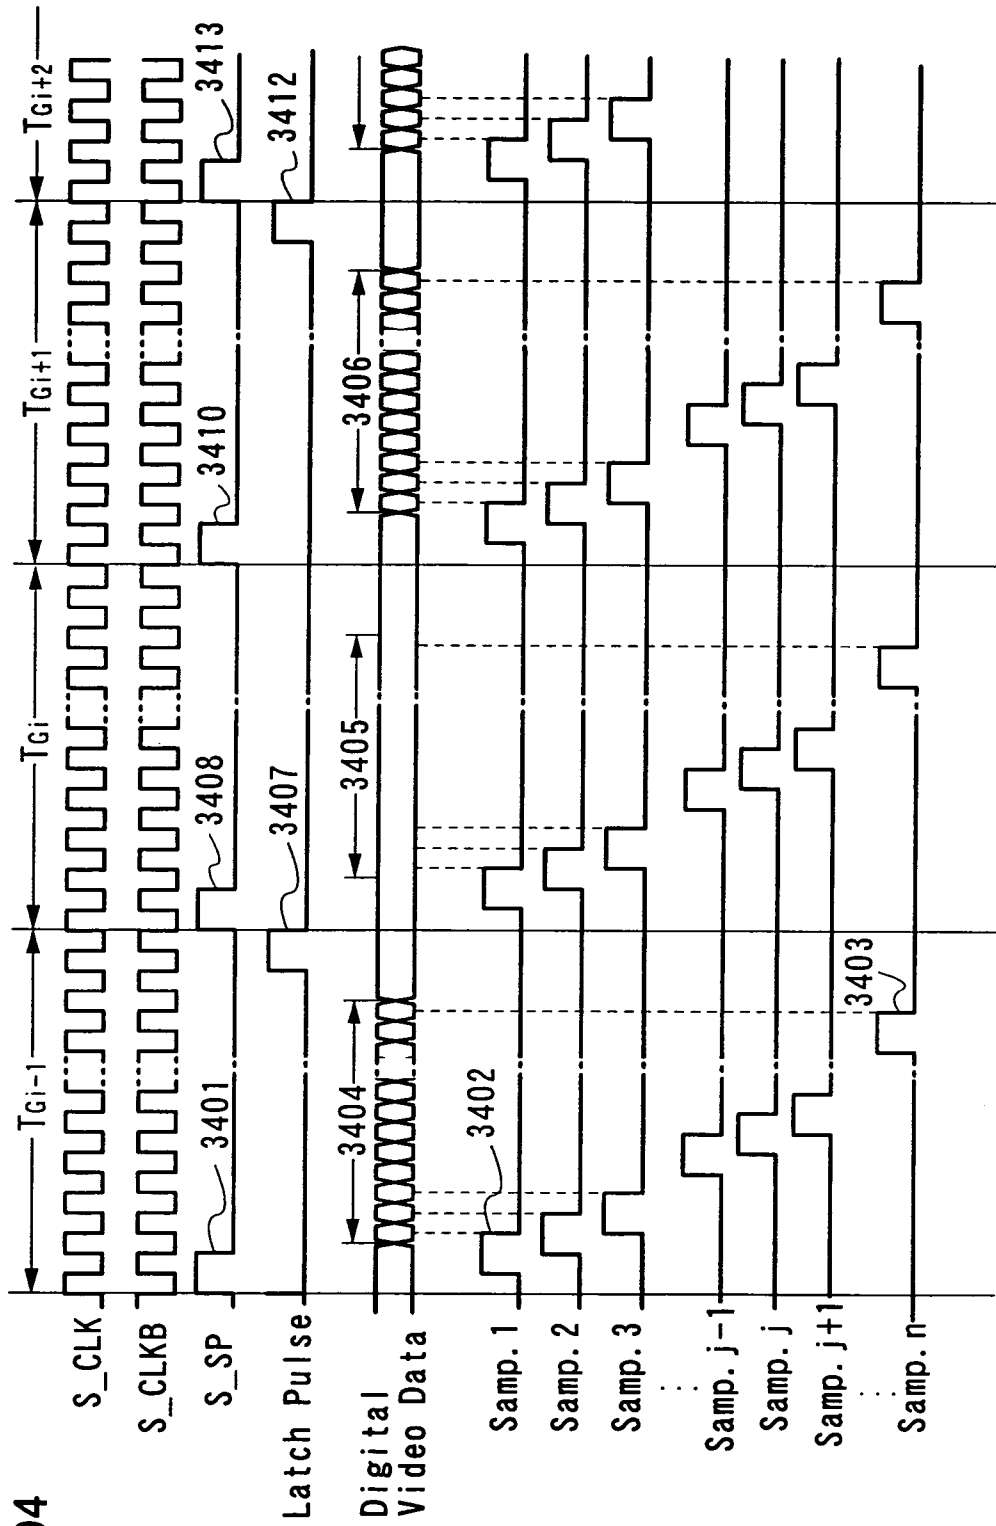 04
TGi-1
TGi
TGi+1
TGi+2
S_CLK
S_CLKB
S_SP
3401
3408
3410
3413
Latch Pulse
3407
3412
Digital
Video Data
3404
3405
3406
Samp.1
3402
Samp.2
Samp.3
Samp.j-1
Samp.j
Samp.j+1
Samp.n
3403